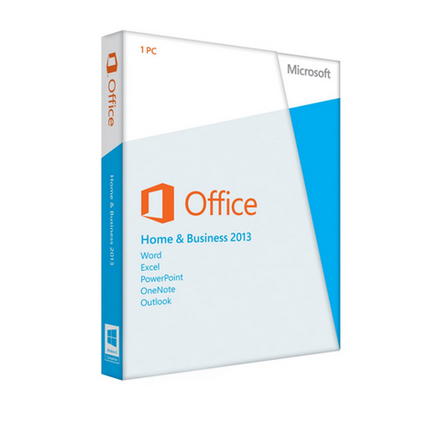 1 PC
Microsoft
Office
Home & Business 2013
Word
Excel
PowerPoint
OneNote
Outlook
Office
Home & Business 2013